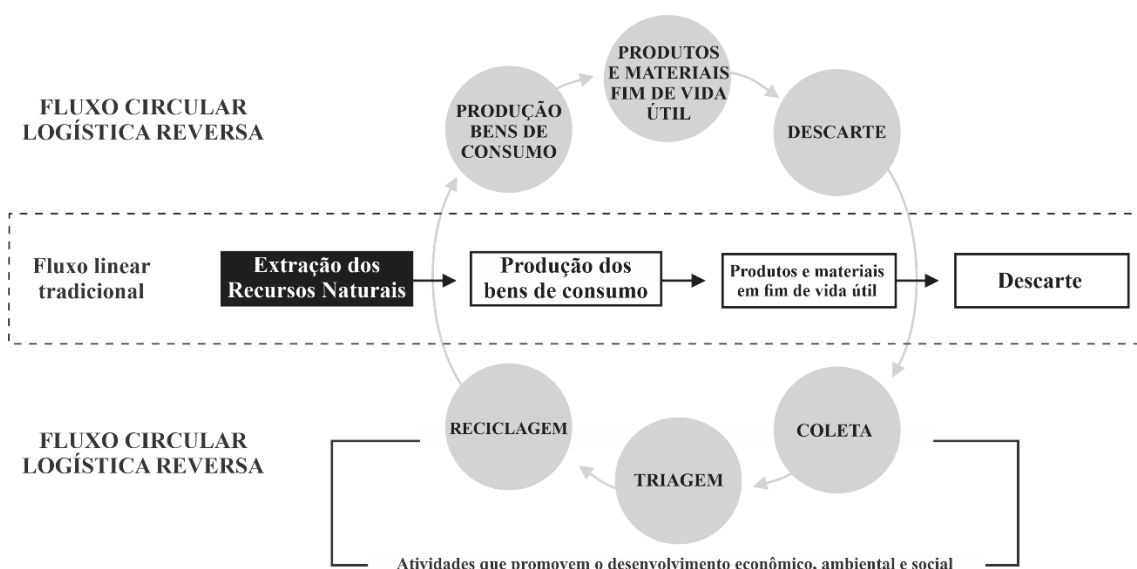 PRODUTOS
E MATERIAIS
FIM DE VIDA
ÚTIL
FLUXO CIRCULAR
LOGÍSTICA REVERSA
PRODUÇÃO
BENS DE
CONSUMO
DESCARTE
Fluxo linear
tradicional
Extração dos
Recursos Naturais
Produção dos
bens de consumo
Produtos e materiais
em fim de vida útil
Descarte
FLUXO CIRCULAR
LOGÍSTICA REVERSA
RECICLAGEM
TRIAGEM
COLETA
Atividades que promovem o desenvolvimento econômico, ambiental e social